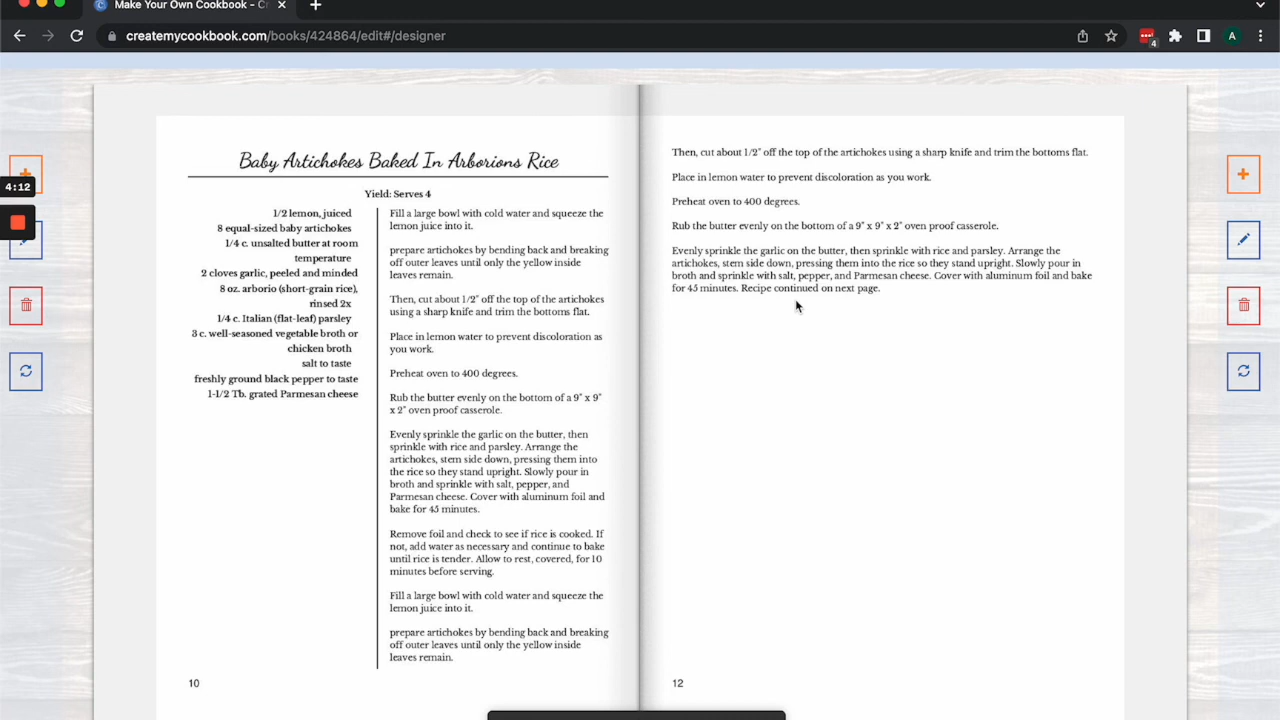 Make Your Own Cookbook - Cr
createmycookbook.com/books/424864/edit#/designer
4
A
4:12
Baby Artichokes Baked In Arborions Rice
Yield: Serves 4
1/2 lemon, juiced
8 equal-sized baby artichokes
1/4 c. unsalted butter at room
temperature
2 cloves garlic, peeled and minded
8 oz. arborio (short-grain rice),
rinsed 2x
1/4 c. Italian (flat-leaf) parsley
3 c. well-seasoned vegetable broth or
chicken broth
salt to taste
freshly ground black pepper to taste
1-1/2 Tb. grated Parmesan cheese
Fill a large bowl with cold water and squeeze the
lemon juice into it.
prepare artichokes by bending back and breaking
off outer leaves until only the yellow inside
leaves remain.
Then, cut about 1/2" off the top of the artichokes
using a sharp knife and trim the bottoms flat.
Place in lemon water to prevent discoloration as
you work.
Preheat oven to 400 degrees.
Rub the butter evenly on the bottom of a 9" x 9"
x 2" oven proof casserole.
Evenly sprinkle the garlic on the butter, then
sprinkle with rice and parsley. Arrange the
artichokes, stem side down, pressing them into
the rice so they stand upright. Slowly pour in
broth and sprinkle with salt, pepper, and
Parmesan cheese. Cover with aluminum foil and
bake for 45 minutes.
Remove foil and check to see if rice is cooked. If
not, add water as necessary and continue to bake
until rice is tender. Allow to rest, covered, for 10
minutes before serving.
Fill a large bowl with cold water and squeeze the
lemon juice into it.
prepare artichokes by bending back and breaking
off outer leaves until only the yellow inside
leaves remain.
10
Then, cut about 1/2" off the top of the artichokes using a sharp knife and trim the bottoms flat.
Place in lemon water to prevent discoloration as you work.
Preheat oven to 400 degrees.
Rub the butter evenly on the bottom of a 9" x 9" x 2" oven proof casserole.
Evenly sprinkle the garlic on the butter, then sprinkle with rice and parsley. Arrange the
artichokes, stem side down, pressing them into the rice so they stand upright. Slowly pour in
broth and sprinkle with salt, pepper, and Parmesan cheese. Cover with aluminum foil and bake
for 45 minutes. Recipe continued on next page.
12